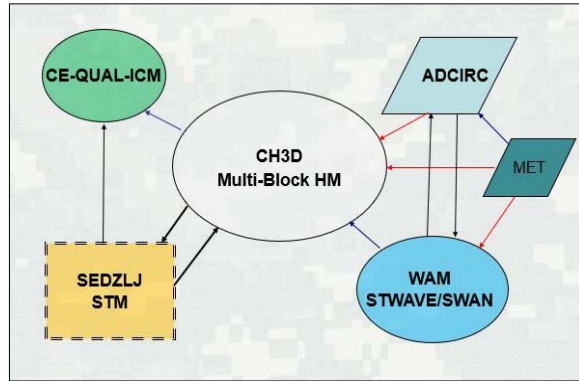 CE-QUAL-ICM
ADCIRC
CH3D
Multi-Block HM
MET
SEDZLJ
STM
WAM
STWAVE/SWAN